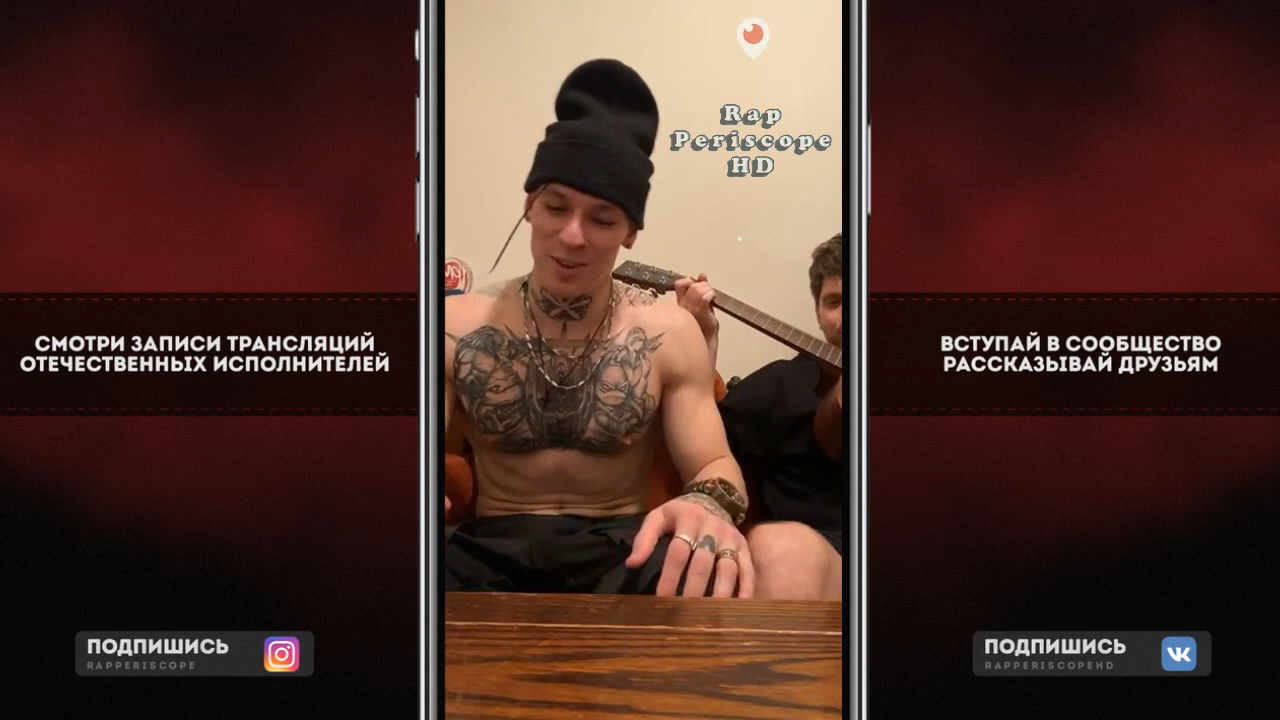 Rap
Periscope
HD
СМОТРИ ЗАПИСИ ТРАНСЛЯЦИЙ
ОТЕЧЕСТВЕННЫХ ИСПОЛНИТЕЛЕЙ
ВСТУПАЙ В СООБЩЕСТВО
РАССКАЗЫВАЙ ДРУЗЬЯМ
ПОДПИШИСЬ
RAPPERISCOPE
ПОДПИШИСЬ
RAPPERISCOPEHD